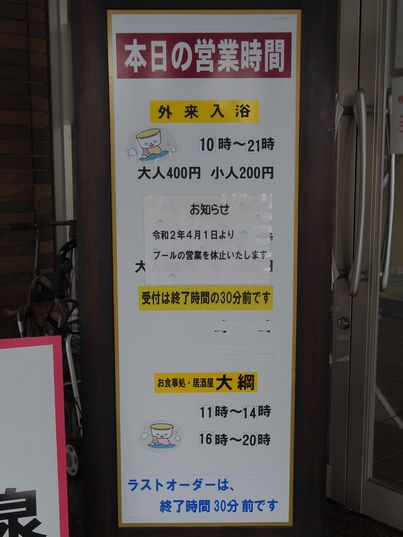 本日の営業時間
外来入浴
10時～21時
大人400円 小人200円
お知らせ
令和2年4月1日より
プールの営業を休止いたします
大
受付は終了時間の30分前です
お食事処・居酒屋 大綱
11時～14時
16時～20時
ラストオーダーは、
終了時間30分前です
泉